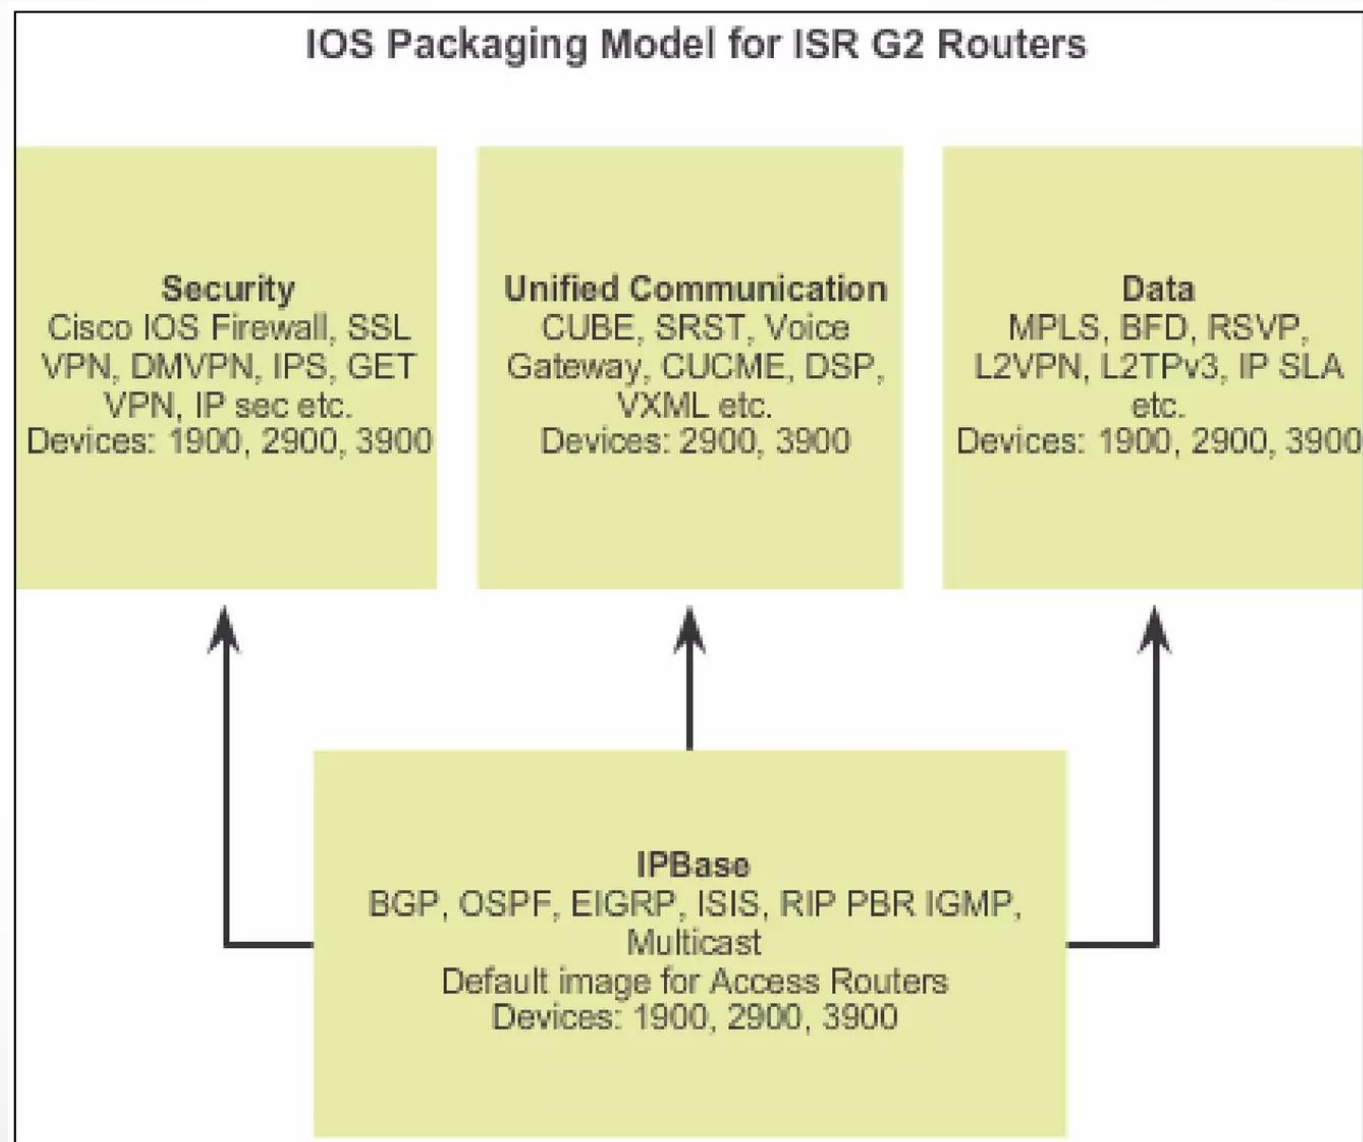 IOS Packaging Model for ISR G2 Routers
Security
Cisco IOS Firewall, SSL
VPN, DMVPN, IPS, GET
VPN, IP sec etc.
Devices: 1900, 2900, 3900
Unified Communication
CUBE, SRST, Voice
Gateway, CUCME, DSP,
VXML etc.
Devices: 2900, 3900
Data
MPLS, BFD, RSVP,
L2VPN, L2TPv3, IP SLA
etc.
Devices: 1900, 2900, 3900
IPBase
BGP, OSPF, EIGRP, ISIS, RIP PBR IGMP,
Multicast
Default image for Access Routers
Devices: 1900, 2900, 3900